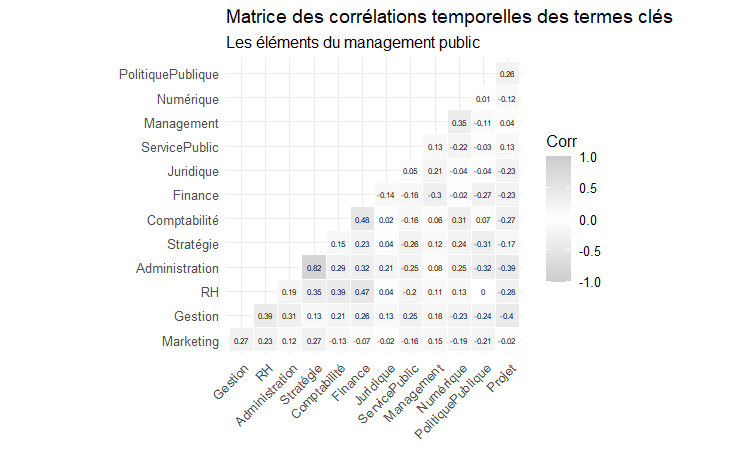 Matrice des corrélations temporelles des termes clés
Les éléments du management public
PolitiquePublique 0.26
Numérique 0.01 -0.12
Management 0.35 -0.11 0.04
ServicePublic 0.13 -0.22 -0.03 0.13
Juridique 0.05 0.21 -0.04 -0.04 -0.23
Finance -0.14 -0.18 -0.3 -0.02 -0.27 -0.23
Comptabilité 0.48 0.02 -0.16 0.06 0.31 0.07 -0.27
Stratégie 0.15 0.23 0.04 -0.26 0.12 0.24 -0.31 -0.17
Administration 0.82 0.29 0.32 0.21 -0.25 0.08 0.25 -0.32 -0.39
RH 0.19 0.35 0.39 0.47 0.04 -0.2 0.11 0.13 0 -0.28
Gestion 0.39 0.31 0.13 0.21 0.26 0.13 0.25 0.18 -0.23 -0.24 -0.4
Marketing 0.27 0.23 0.12 0.27 -0.13 -0.07 -0.02 -0.16 0.15 -0.19 -0.21 -0.02
Gestion
RH
Administration
Stratégie
Comptabilité
Finance
Juridique
ServicePublic
Management
Numérique
PolitiquePublique
Projet
Corr
1.0
0.5
0.0
-0.5
-1.0